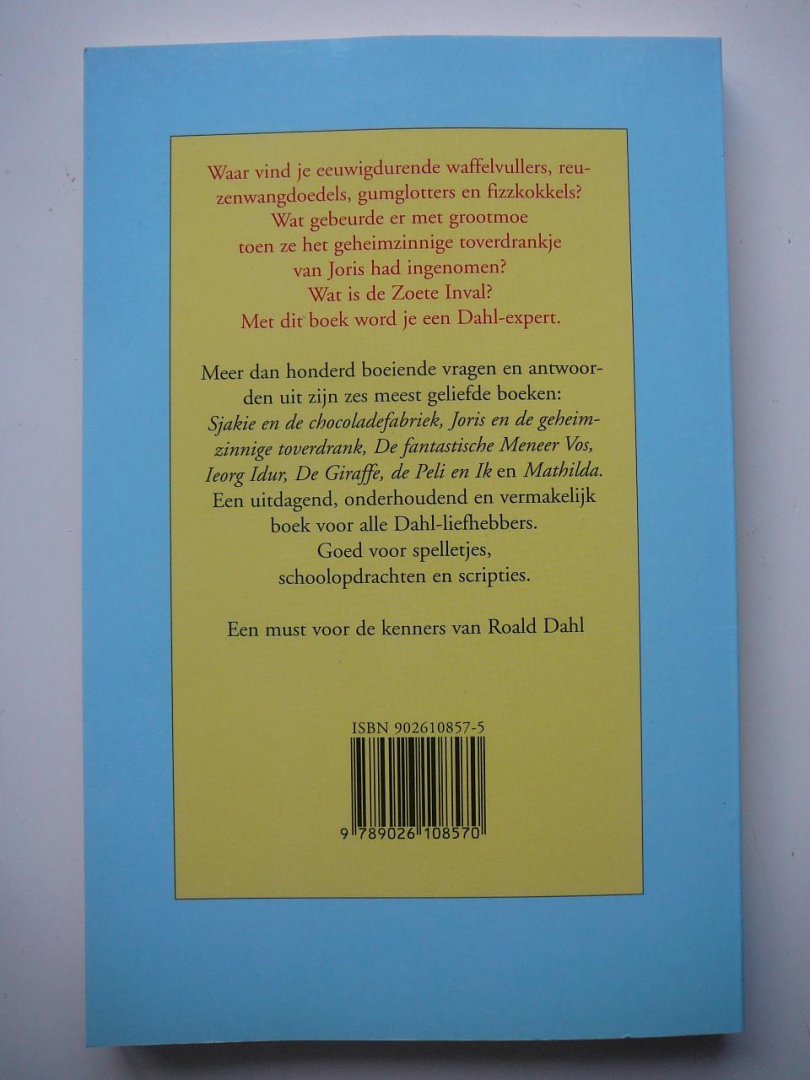 Waar vind je eeuwigdurende waffelvullers, reu-
zenwangdoedels, gumglotters en fizzkokkels?
Wat gebeurde er met grootmoe
toen ze het geheimzinnige toverdrankje
van Joris had ingenomen?
Wat is de Zoete Inval?
Met dit boek word je een Dahl-expert.
Meer dan honderd boeiende vragen en antwoor-
den uit zijn zes meest geliefde boeken:
Sjakie en de chocoladefabriek, Joris en de geheim-
zinnige toverdrank, De fantastische Meneer Vos,
Ieorg Idur, De Giraffe, de Peli en Ik en Mathilda.
Een uitdagend, onderhoudend en vermakelijk
boek voor alle Dahl-liefhebbers.
Goed voor spelletjes,
schoolopdrachten en scripties.
Een must voor de kenners van Roald Dahl
ISBN 902610857-5
9 789026 108570